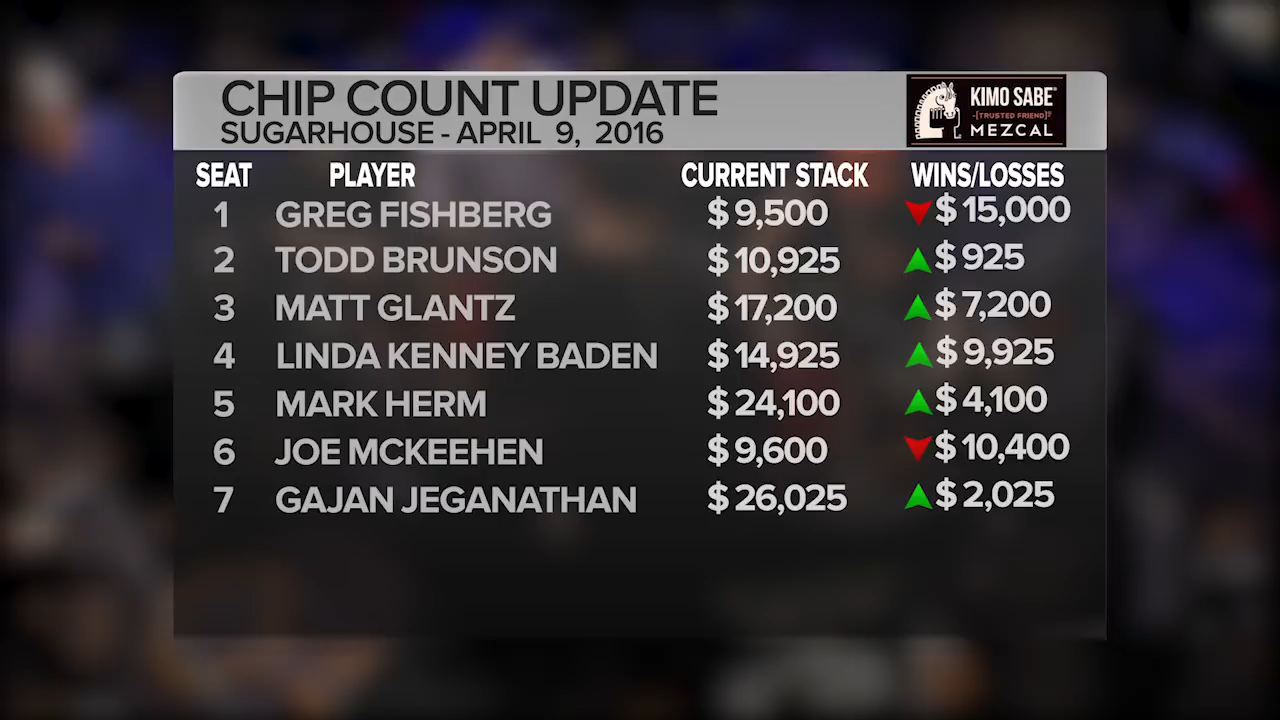 CHIP COUNT UPDATE
SUGARHOUSE - APRIL 9, 2016
KIMO SABE
-[TRUSTED FRIEND]-
MEZCAL
SEAT PLAYER CURRENT STACK WINS/LOSSES
1 GREG FISHBERG $9,500 $15,000
2 TODD BRUNSON $10,925 $925
3 MATT GLANTZ $17,200 $7,200
4 LINDA KENNEY BADEN $14,925 $9,925
5 MARK HERM $24,100 $4,100
6 JOE MCKEEHEN $9,600 $10,400
7 GAJAN JEGANATHAN $26,025 $2,025